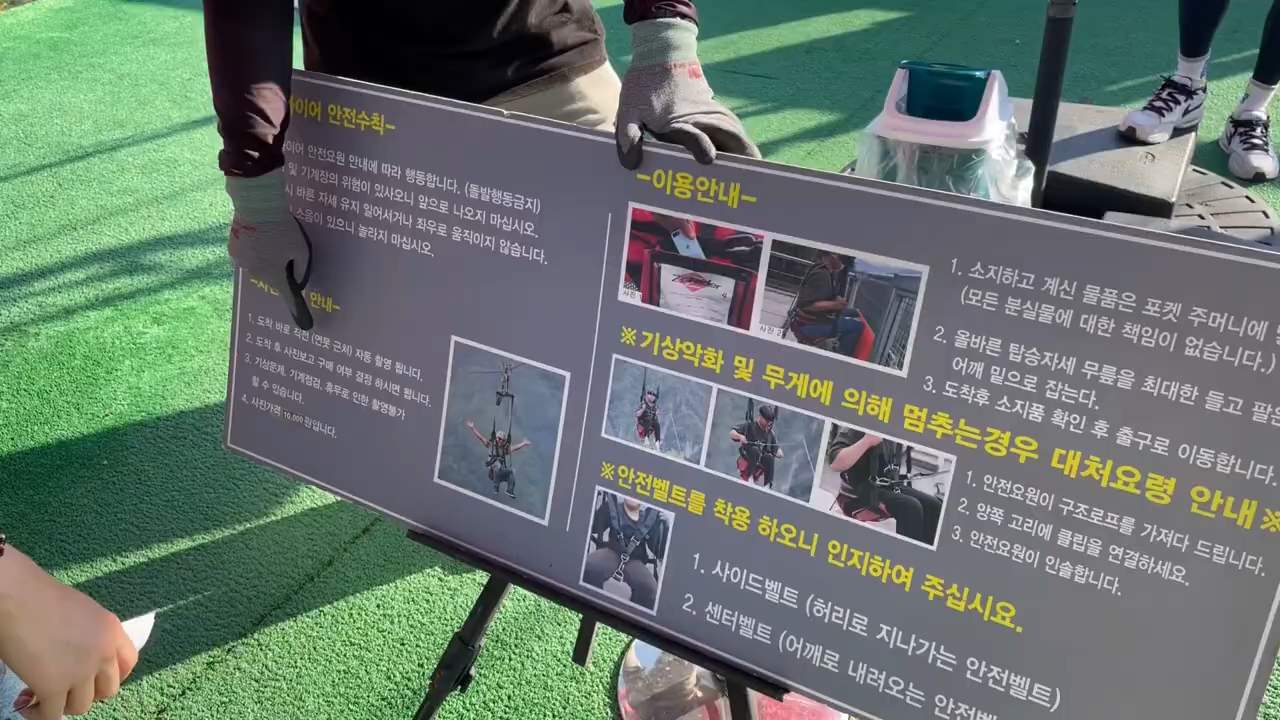 이어 안전수칙-
이어 안전요원 안내에 따라 행동합니다. (돌발행동금지)
및 기계장의 위험이 있사오니 앞으로 나오지 마십시오.
시 바른 자세 유지 일어서거나 좌우로 움직이지 않습니다.
소음이 있으니 놀라지 마십시오.
안내-
1. 도착 바로 직전 (연못 근처) 자동 촬영 됩니다.
2. 도착 후 사진보고 구매 여부 결정 하시면 됩니다.
3. 기상문제, 기계점검, 휴무로 인한 촬영불가
할 수 있습니다.
4. 사진가격 10,000 원입니다.
-이용안내-
사진
사진 2
1. 소지하고 계신 물품은 포켓 주머니에
(모든 분실물에 대한 책임이 없습니다.)
2. 올바른 탑승자세 무릎을 최대한 들고 팔은
어깨 밑으로 잡는다.
3. 도착후 소지품 확인 후 출구로 이동합니다.
※기상악화 및 무게에 의해 멈추는경우 대처요령 안내※
1. 안전요원이 구조로프를 가져다 드립니다.
2. 양쪽 고리에 클립을 연결하세요.
3. 안전요원이 인솔합니다.
※안전벨트를 착용 하오니 인지하여 주십시요.
1. 사이드벨트 (허리로 지나가는 안전벨트)
2. 센터벨트 (어깨로 내려오는 안전벨